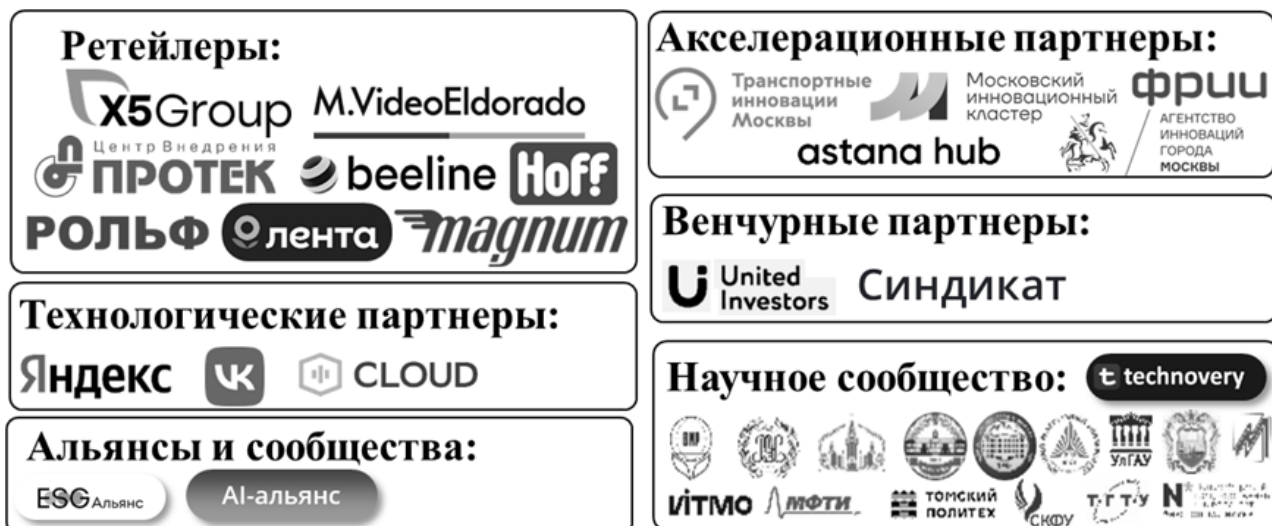 Ретейлеры:
X5Group
M.VideoEldorado
Центр Внедрения
ПРОТЕК
beeline
Hoff
РОЛЬФ
лента
magnum
Технологические партнеры:
Яндекс
VK
CLOUD
Альянсы и сообщества:
ESG Альянс
AI-альянс
Акселерационные партнеры:
Транспортные
инновации
Москвы
Московский
инновационный
кластер
фрии
astana hub
АГЕНТСТВО
ИННОВАЦИЙ
ГОРОДА
МОСКВЫ
Венчурные партнеры:
United
Investors
Синдикат
Научное сообщество:
t technovery
ВИР
УлГАУ
ИТМО
МФТИ
ТОМСКИЙ
ПОЛИТЕХ
СКФУ
Т·Г Т·У
N